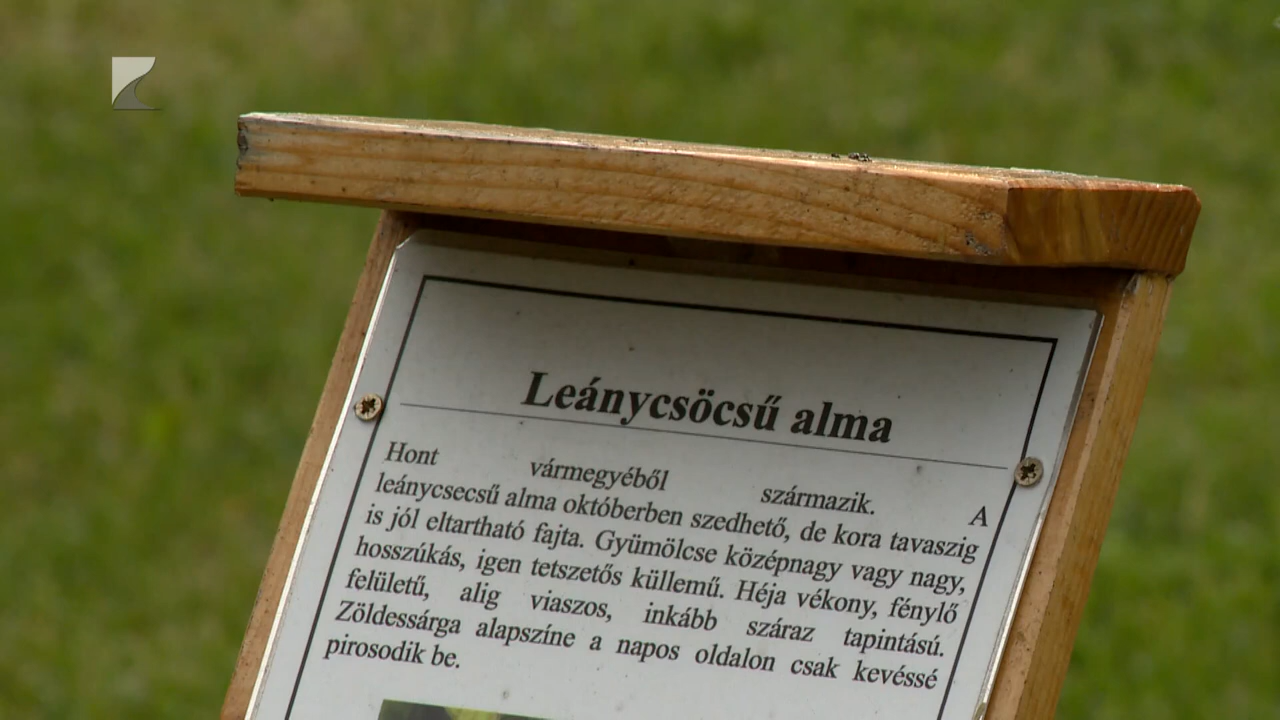 Leánycsöcsű alma
Hont vármegyéből származik. A
leánycsecsű alma októberben szedhető, de kora tavaszig
is jól eltartható fajta. Gyümölcse középnagy vagy nagy,
hosszúkás, igen tetszetős küllemű. Héja vékony, fénylő
felületű, alig viaszos, inkább száraz tapintású.
Zöldessárga alapszíne a napos oldalon csak kevéssé
pirosodik be.